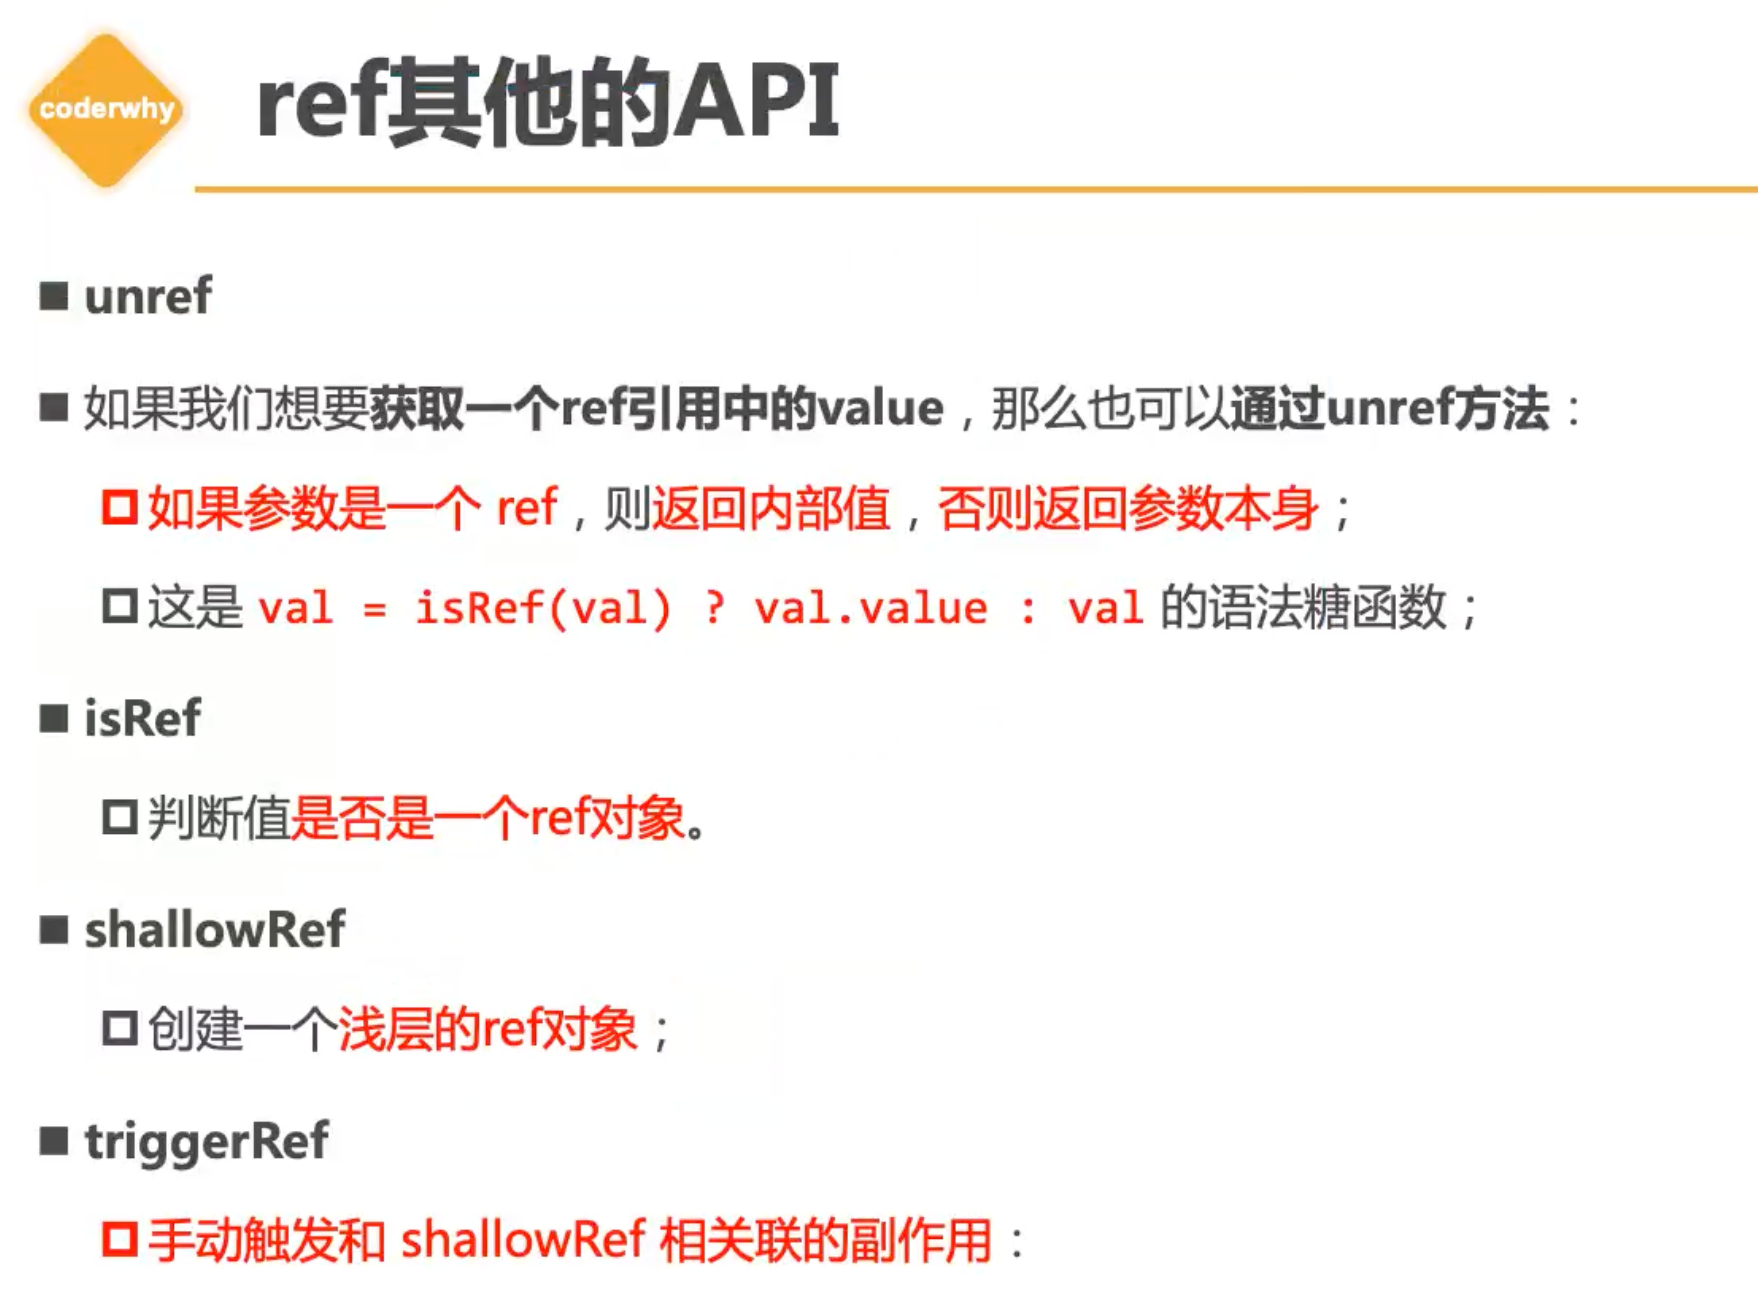 coderwhy
ref其他的API
unref
如果我们想要获取一个ref引用中的value，那么也可以通过unref方法：
如果参数是一个 ref，则返回内部值，否则返回参数本身；
这是 val = isRef(val) ? val.value : val 的语法糖函数；
isRef
判断值是否是一个ref对象。
shallowRef
创建一个浅层的ref对象；
triggerRef
手动触发和 shallowRef 相关联的副作用：